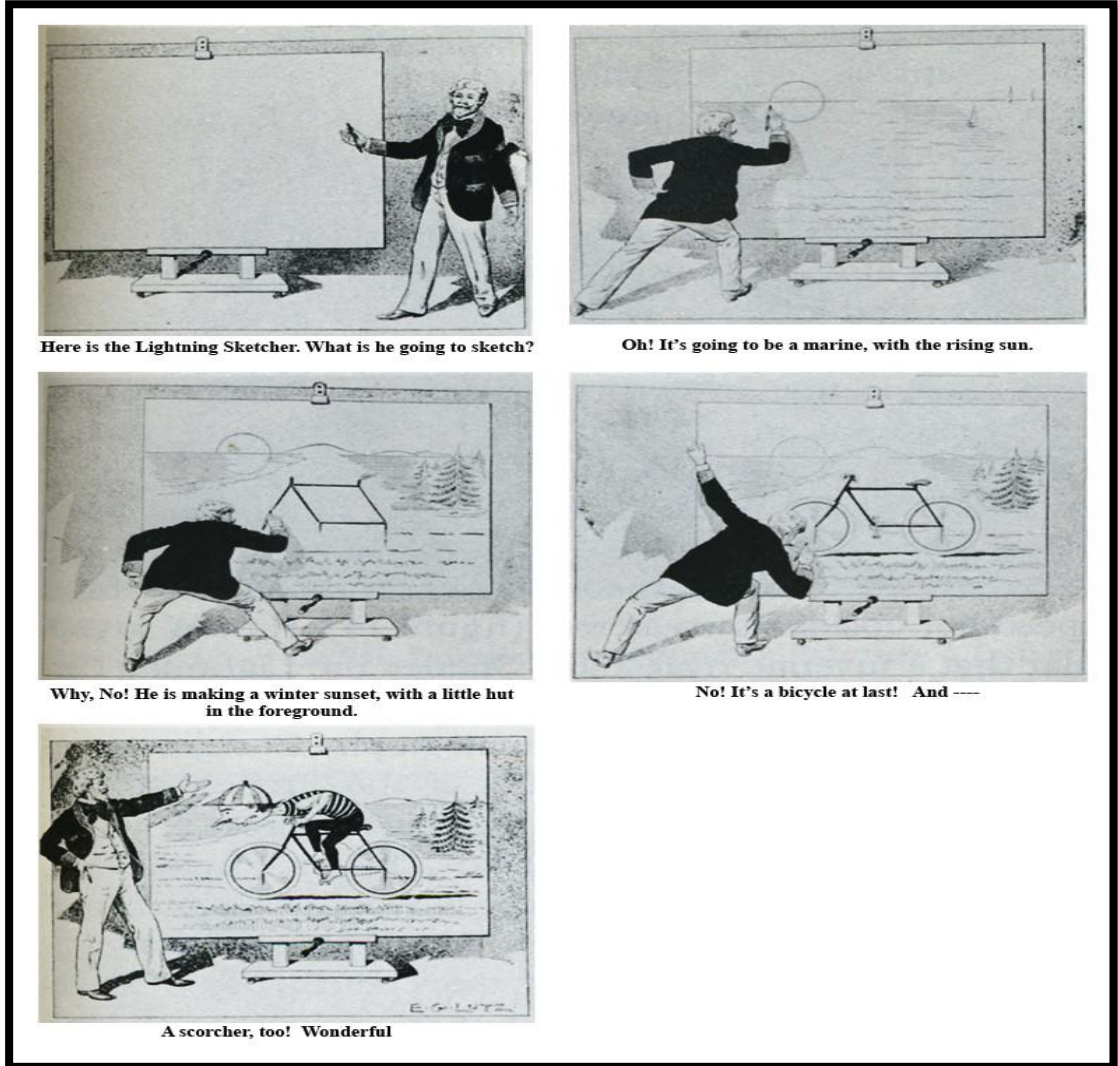 Here is the Lightning Sketcher. What is he going to sketch?
Oh! It's going to be a marine, with the rising sun.
Why, No! He is making a winter sunset, with a little hut
in the foreground.
No! It's a bicycle at last!   And ----
E. G. LUTZ.
A scorcher, too!  Wonderful